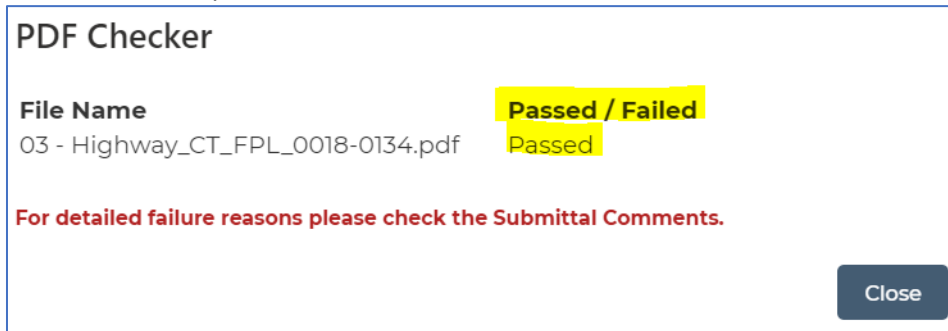 PDF Checker
File Name Passed / Failed
03 - Highway_CT_FPL_0018-0134.pdf Passed
For detailed failure reasons please check the Submittal Comments.
Close